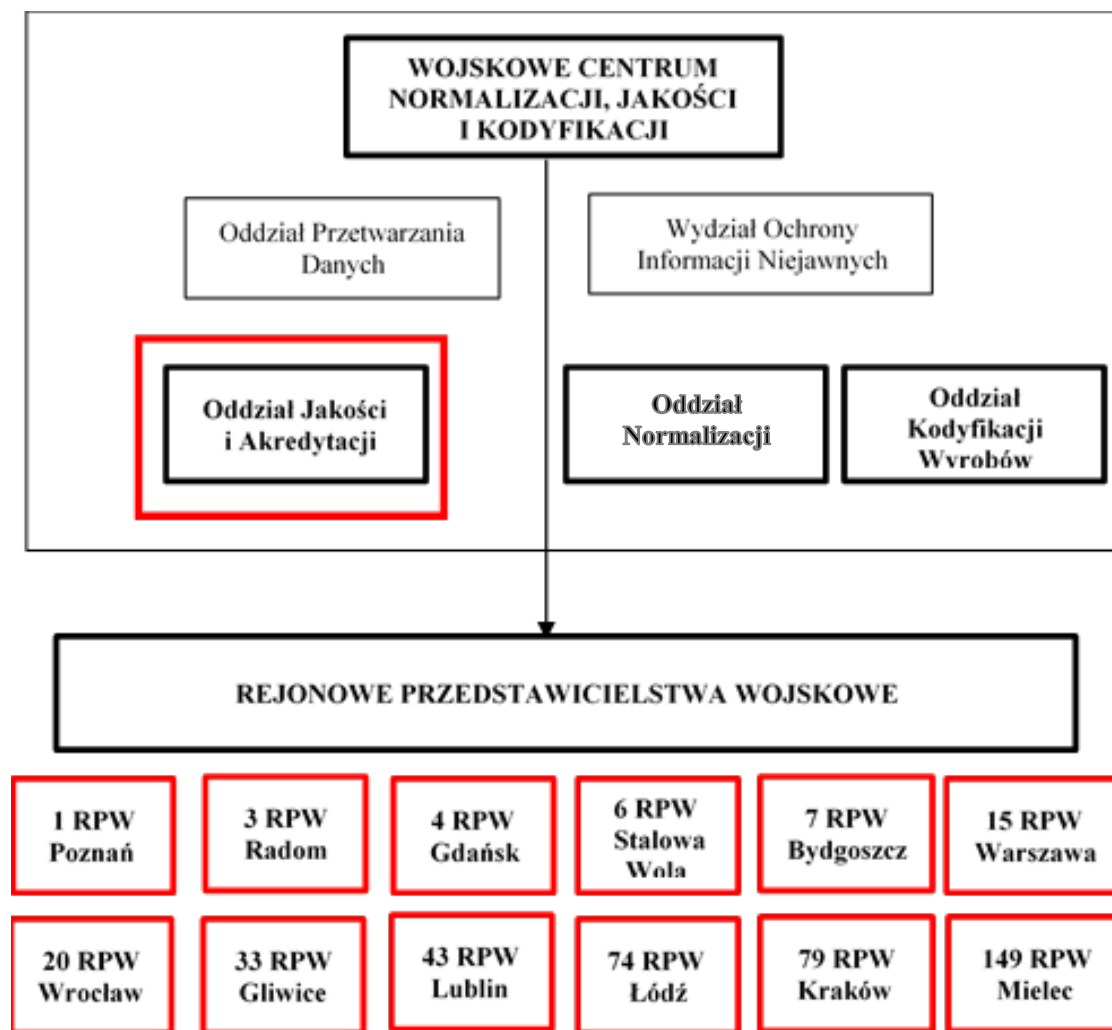 WOJSKOWE CENTRUM
NORMALIZACJI, JAKOŚCI
I KODYFIKACJI
Oddział Przetwarzania
Danych
Wydział Ochrony
Informacji Niejawnych
Oddział Jakości
i Akredytacji
Oddział
Normalizacji
Oddział
Kodyfikacji
Wyrobów
REJONOWE PRZEDSTAWICIELSTWA WOJSKOWE
1 RPW
Poznań
3 RPW
Radom
4 RPW
Gdańsk
6 RPW
Stalowa
Wola
7 RPW
Bydgoszcz
15 RPW
Warszawa
20 RPW
Wrocław
33 RPW
Gliwice
43 RPW
Lublin
74 RPW
Łódź
79 RPW
Kraków
149 RPW
Mielec